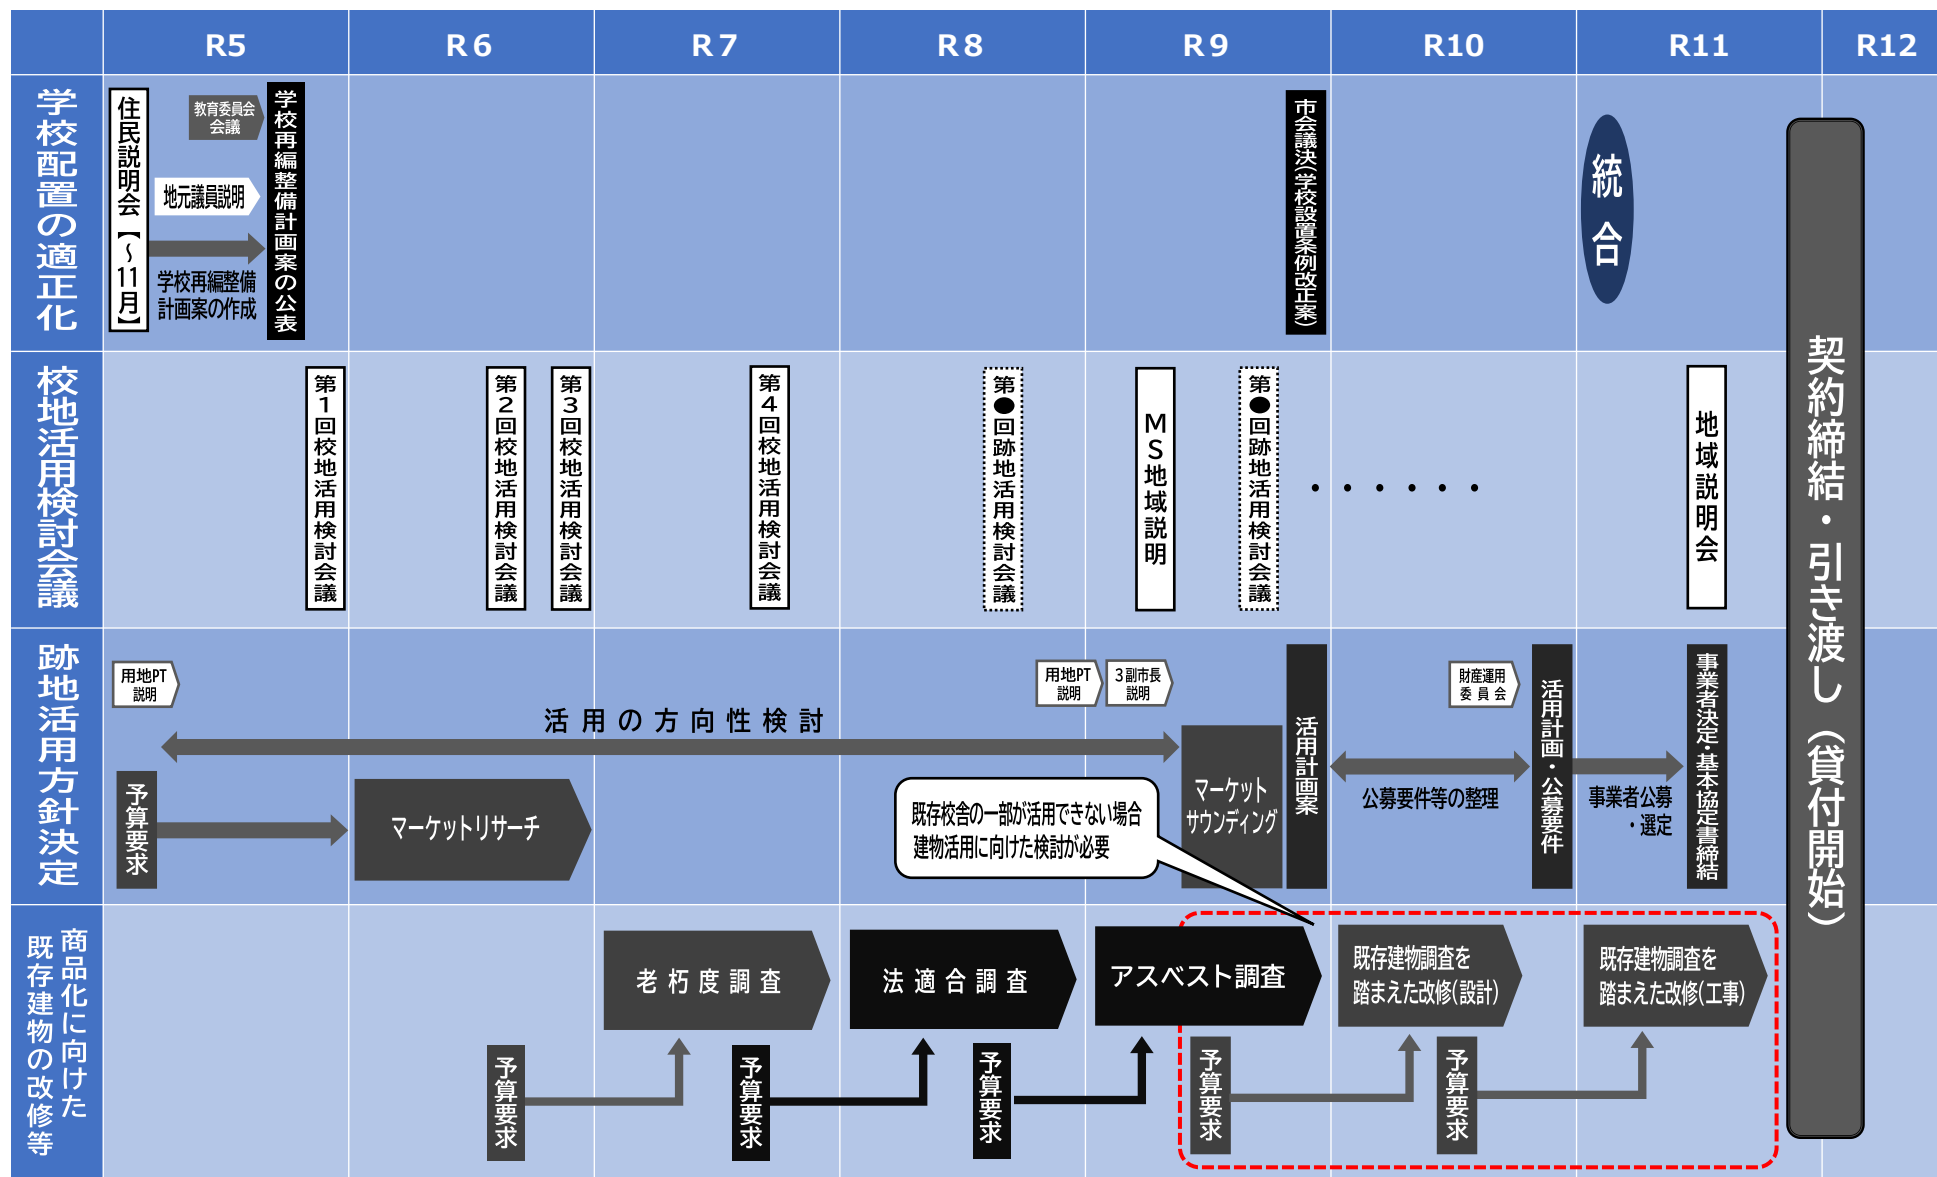 R5
R６
R７
R８
R９
R10
R11
R12
学校配置の適正化
住民説明会【～11月】
教育委員会
会議
地元議員説明
学校再編整備
計画案の作成
学校再編整備計画案の公表
市会議決（学校設置条例改正案）
統合
契約締結・引き渡し（貸付開始）
校地活用検討会議
第１回校地活用検討会議
第２回校地活用検討会議
第３回校地活用検討会議
第４回校地活用検討会議
第●回跡地活用検討会議
ＭＳ地域説明
第●回跡地活用検討会議
・・・・・・
地域説明会
跡地活用方針決定
用地PT
説明
活用の方向性検討
用地PT
説明
３副市長
説明
予算要求
マーケットリサーチ
既存校舎の一部が活用できない場合
建物活用に向けた検討が必要
マーケット
サウンディング
活用計画案
公募要件等の整理
財産運用
委員会
活用計画・公募要件
事業者公募
・選定
事業者決定・基本協定書締結
商品化に向けた
既存建物の改修等
老朽度調査
法適合調査
アスベスト調査
既存建物調査を
踏まえた改修(設計)
既存建物調査を
踏まえた改修(工事)
予算要求
予算要求
予算要求
予算要求
予算要求